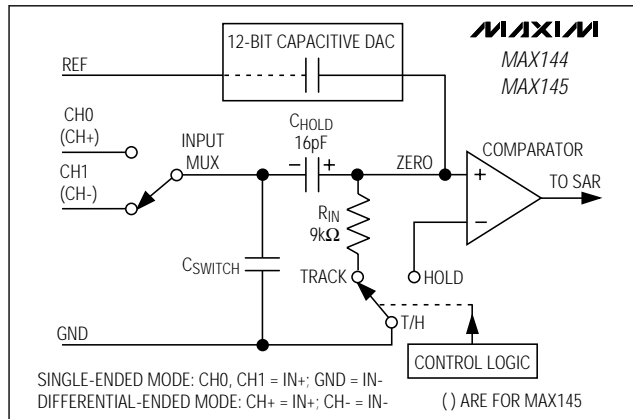 12-BIT CAPACITIVE DAC
MAXIM
MAX144
MAX145
REF
CH0
(CH+)
CH1
(CH-)
INPUT
MUX
CHOLD
16pF
− +
ZERO
COMPARATOR
+
−
TO SAR
RIN
9kΩ
CSWITCH
TRACK
HOLD
T/H
GND
CONTROL LOGIC
SINGLE-ENDED MODE: CH0, CH1 = IN+; GND = IN-
DIFFERENTIAL-ENDED MODE: CH+ = IN+; CH- = IN-
( ) ARE FOR MAX145